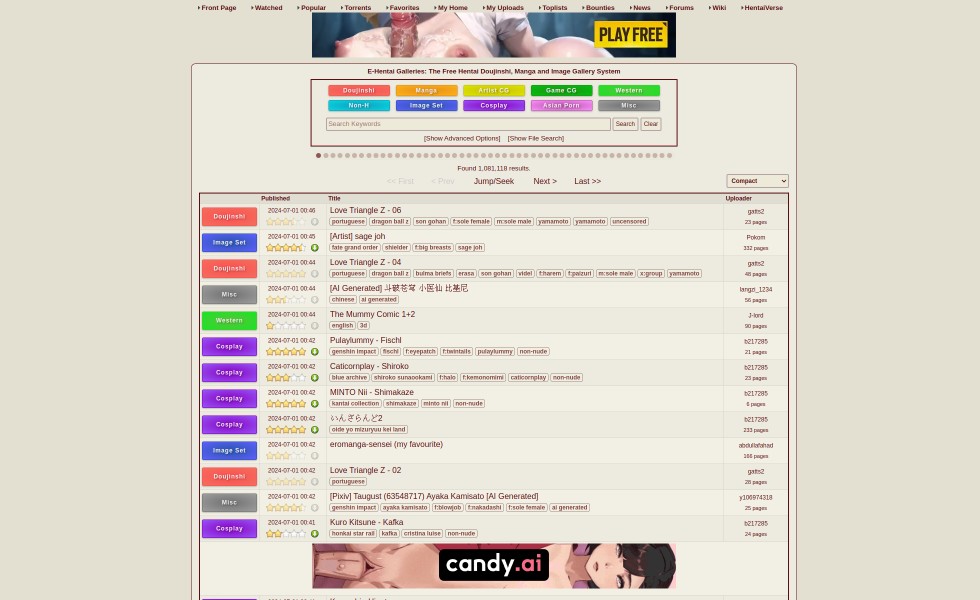 Front Page Watched Popular Torrents Favorites My Home My Uploads Toplists Bounties News Forums Wiki HentaiVerse
PLAY FREE
E-Hentai Galleries: The Free Hentai Doujinshi, Manga and Image Gallery System
Doujinshi Manga Artist CG Game CG Western
Non-H Image Set Cosplay Asian Porn Misc
Search Keywords Search Clear
[Show Advanced Options] [Show File Search]
Found 1,081,118 results.
<< First < Prev Jump/Seek Next > Last >> Compact
Published Title Uploader
Doujinshi 2024-07-01 00:46 Love Triangle Z - 06 gatts2
portuguese dragon ball z son gohan f:sole female m:sole male yamamoto yamamoto uncensored 23 pages
Image Set 2024-07-01 00:45 [Artist] sage joh Pokom
fate grand order shielder f:big breasts sage joh 332 pages
Doujinshi 2024-07-01 00:44 Love Triangle Z - 04 gatts2
portuguese dragon ball z bulma briefs erasa son gohan videl f:harem f:paizuri m:sole male x:group yamamoto 48 pages
Misc 2024-07-01 00:44 [AI Generated] 斗破苍穹 小医仙 比基尼 langzi_1234
chinese ai generated 56 pages
Western 2024-07-01 00:44 The Mummy Comic 1+2 J-lord
english 3d 90 pages
Cosplay 2024-07-01 00:42 Pulaylummy - Fischl b217285
genshin impact fischl f:eyepatch f:twintails pulaylummy non-nude 21 pages
Cosplay 2024-07-01 00:42 Caticornplay - Shiroko b217285
blue archive shiroko sunaookami f:halo f:kemonomimi caticornplay non-nude 23 pages
Cosplay 2024-07-01 00:42 MINTO Nii - Shimakaze b217285
kantai collection shimakaze minto nii non-nude 6 pages
Cosplay 2024-07-01 00:42 いんざらんど2 b217285
oide yo mizuryuu kei land 233 pages
Image Set 2024-07-01 00:42 eromanga-sensei (my favourite) abdullafahad
166 pages
Doujinshi 2024-07-01 00:42 Love Triangle Z - 02 gatts2
portuguese 28 pages
Misc 2024-07-01 00:42 [Pixiv] Taugust (63548717) Ayaka Kamisato [AI Generated] y106974318
genshin impact ayaka kamisato f:blowjob f:nakadashi f:sole female ai generated 25 pages
Cosplay 2024-07-01 00:41 Kuro Kitsune - Kafka b217285
honkai star rail kafka cristina luise non-nude 24 pages
candy.ai